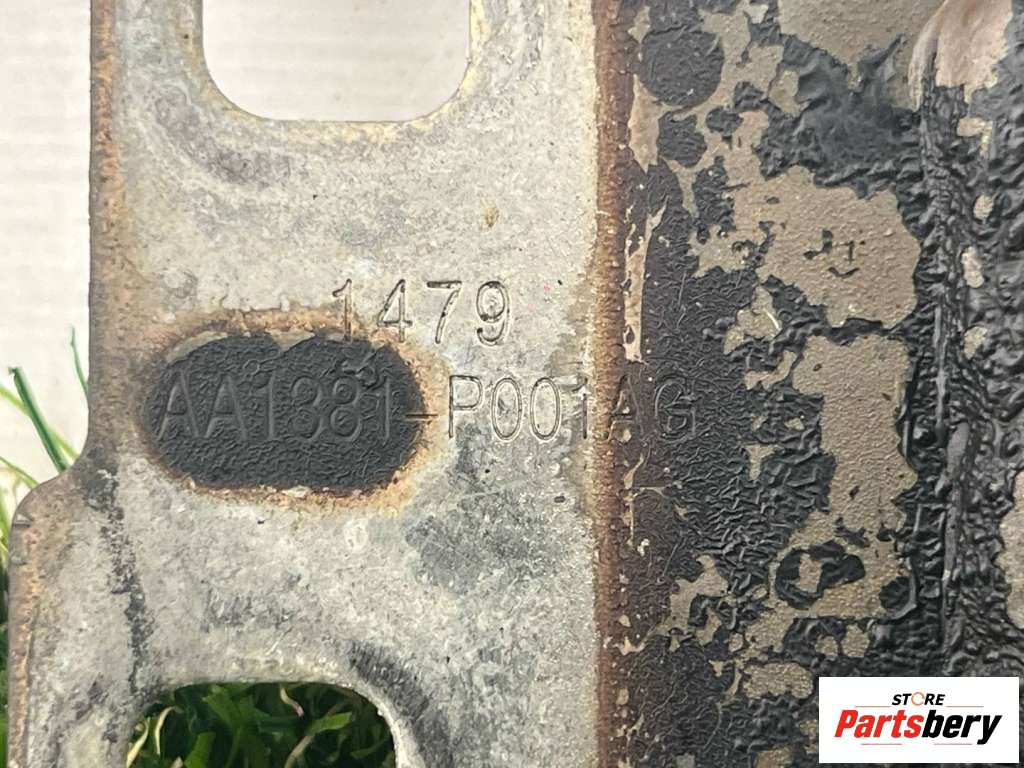 1479
AA1881-P001AG
STORE
Partsbery